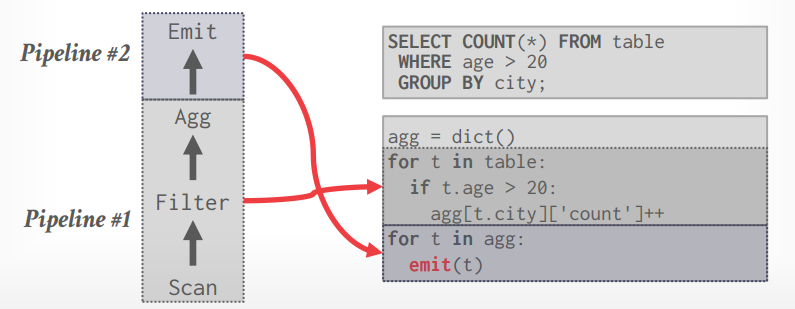 Pipeline #2
Emit
Agg
Pipeline #1
Filter
Scan
SELECT COUNT(*) FROM table
WHERE age > 20
GROUP BY city;
agg = dict()
for t in table:
if t.age > 20:
agg[t.city]['count']++
for t in agg:
emit(t)